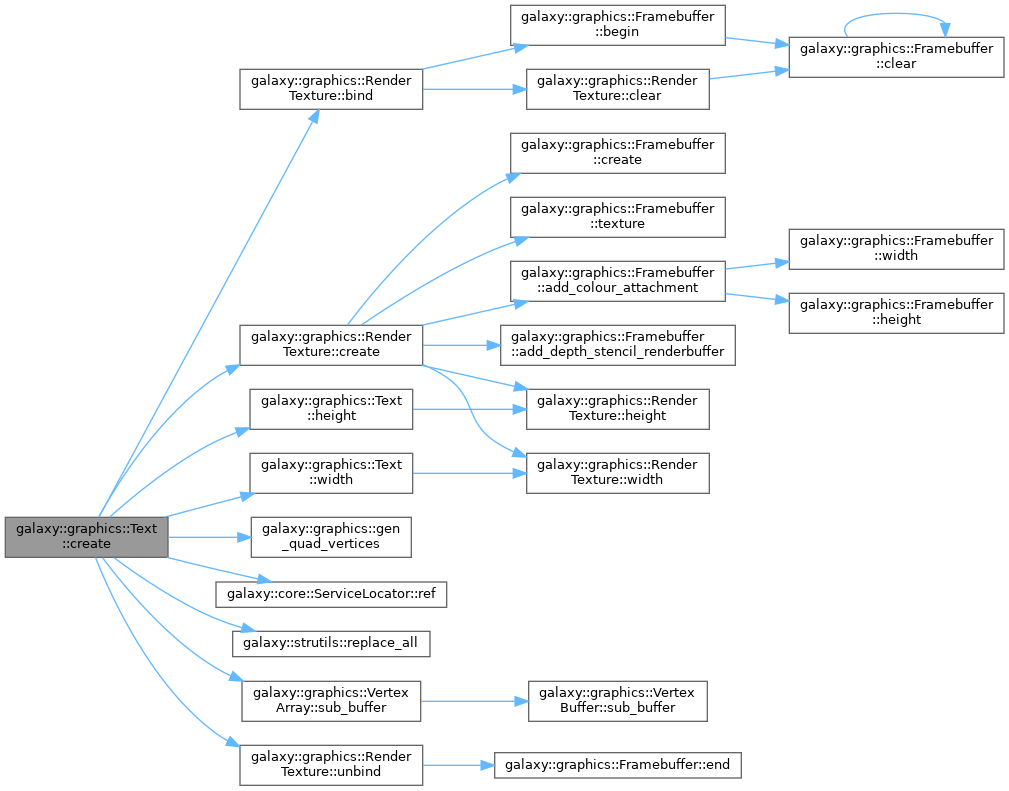 galaxy::graphics::Text
::create
galaxy::graphics::Render
Texture::bind
galaxy::graphics::Framebuffer
::begin
galaxy::graphics::Framebuffer
::clear
galaxy::graphics::Render
Texture::clear
galaxy::graphics::Render
Texture::create
galaxy::graphics::Framebuffer
::create
galaxy::graphics::Framebuffer
::texture
galaxy::graphics::Framebuffer
::add_colour_attachment
galaxy::graphics::Framebuffer
::width
galaxy::graphics::Framebuffer
::height
galaxy::graphics::Framebuffer
::add_depth_stencil_renderbuffer
galaxy::graphics::Render
Texture::height
galaxy::graphics::Render
Texture::width
galaxy::graphics::Text
::height
galaxy::graphics::Text
::width
galaxy::graphics::gen
_quad_vertices
galaxy::core::ServiceLocator::ref
galaxy::strutils::replace_all
galaxy::graphics::Vertex
Array::sub_buffer
galaxy::graphics::Vertex
Buffer::sub_buffer
galaxy::graphics::Render
Texture::unbind
galaxy::graphics::Framebuffer::end